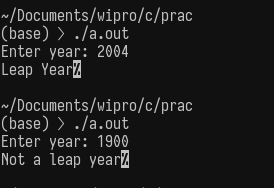 ~/Documents/wipro/c/prac
(base) > ./a.out
Enter year: 2004
Leap Year%
~/Documents/wipro/c/prac
(base) > ./a.out
Enter year: 1900
Not a leap year%